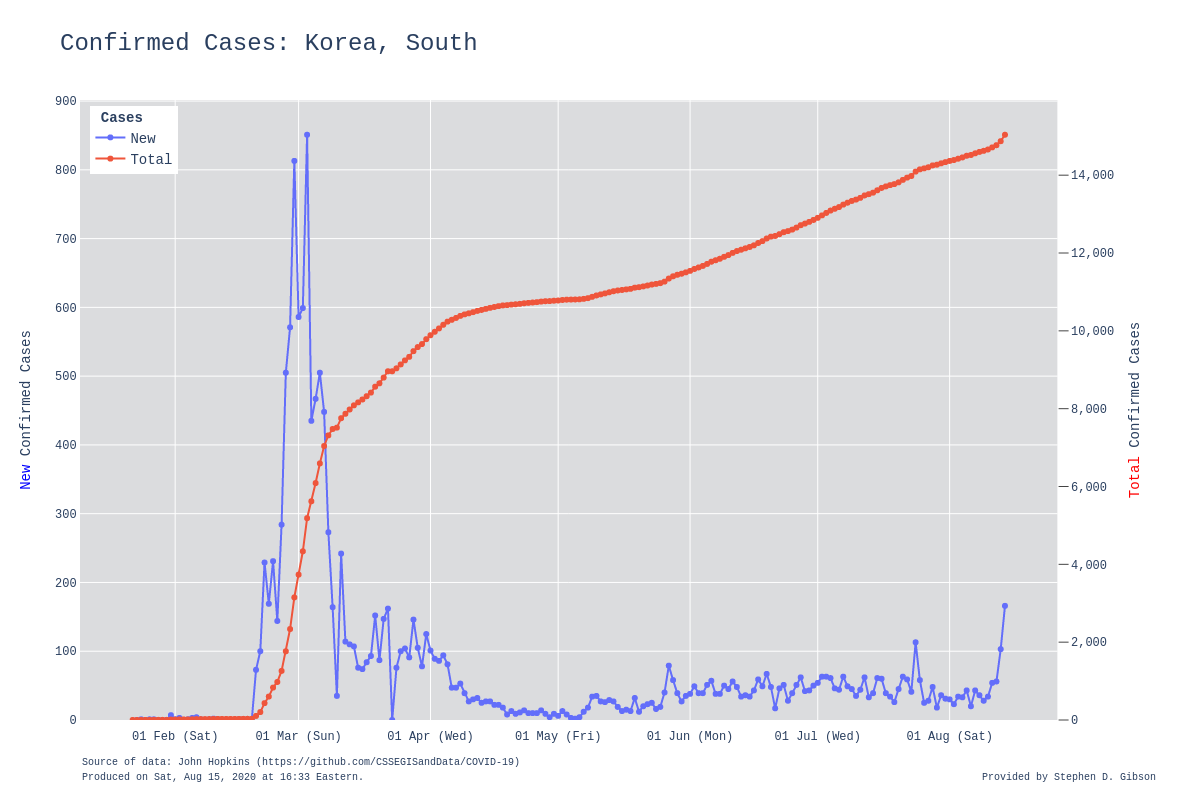 Confirmed Cases: Korea, South
Cases
New
Total
900
800
700
600
500
400
300
200
100
0
New Confirmed Cases
14,000
12,000
10,000
8,000
6,000
4,000
2,000
0
Total Confirmed Cases
01 Feb (Sat) 01 Mar (Sun) 01 Apr (Wed) 01 May (Fri) 01 Jun (Mon) 01 Jul (Wed) 01 Aug (Sat)
Source of data: John Hopkins (https://github.com/CSSEGISandData/COVID-19)
Produced on Sat, Aug 15, 2020 at 16:33 Eastern.
Provided by Stephen D. Gibson